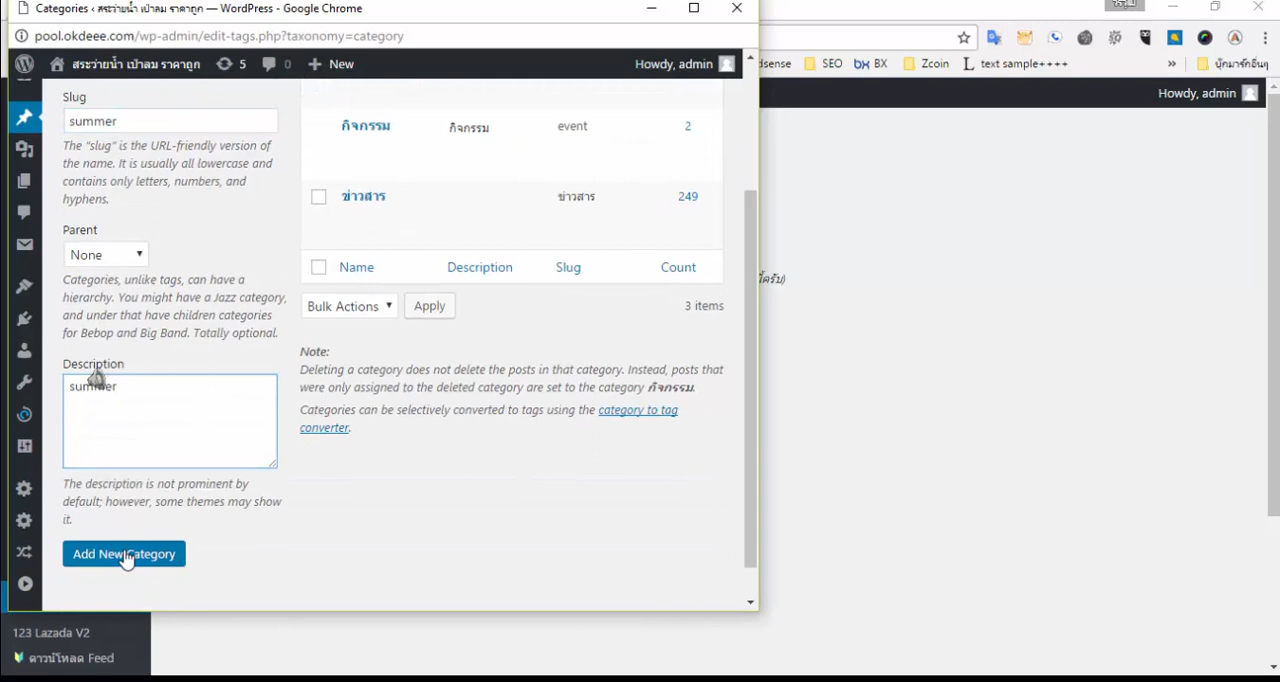 Categories ‹ สระว่ายน้ำ เป่าลม ราคาถูก — WordPress - Google Chrome
pool.okdeee.com/wp-admin/edit-tags.php?taxonomy=category
สระว่ายน้ำ เป่าลม ราคาถูก 5 0 New Howdy, admin
dsense SEO BX Zcoin text sample++++ » บุ๊กมาร์กอื่นๆ
Howdy, admin
Slug
summer
The "slug" is the URL-friendly version of
the name. It is usually all lowercase and
contains only letters, numbers, and
hyphens.
Parent
None
Categories, unlike tags, can have a
hierarchy. You might have a Jazz category,
and under that have children categories
for Bebop and Big Band. Totally optional.
Description
summer
The description is not prominent by
default; however, some themes may show
it.
Add New Category
กิจกรรม กิจกรรม event 2
ข่าวสาร ข่าวสาร 249
Name Description Slug Count
Bulk Actions Apply 3 items
Note:
Deleting a category does not delete the posts in that category. Instead, posts that
were only assigned to the deleted category are set to the category กิจกรรม.
Categories can be selectively converted to tags using the category to tag
converter.
ี้ครับ)
123 Lazada V2
ดาวน์โหลด Feed